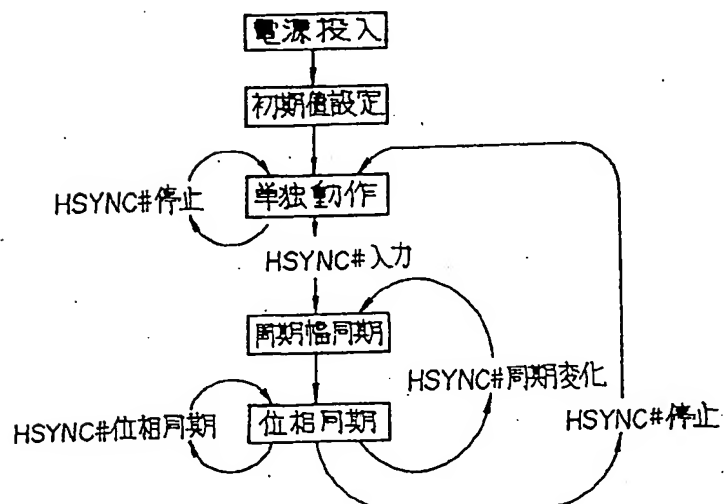 電源投入
初期値設定
単独動作
HSYNC#停止
HSYNC#入力
周期幅同期
HSYNC#周期変化
HSYNC#位相同期
位相同期
HSYNC#停止